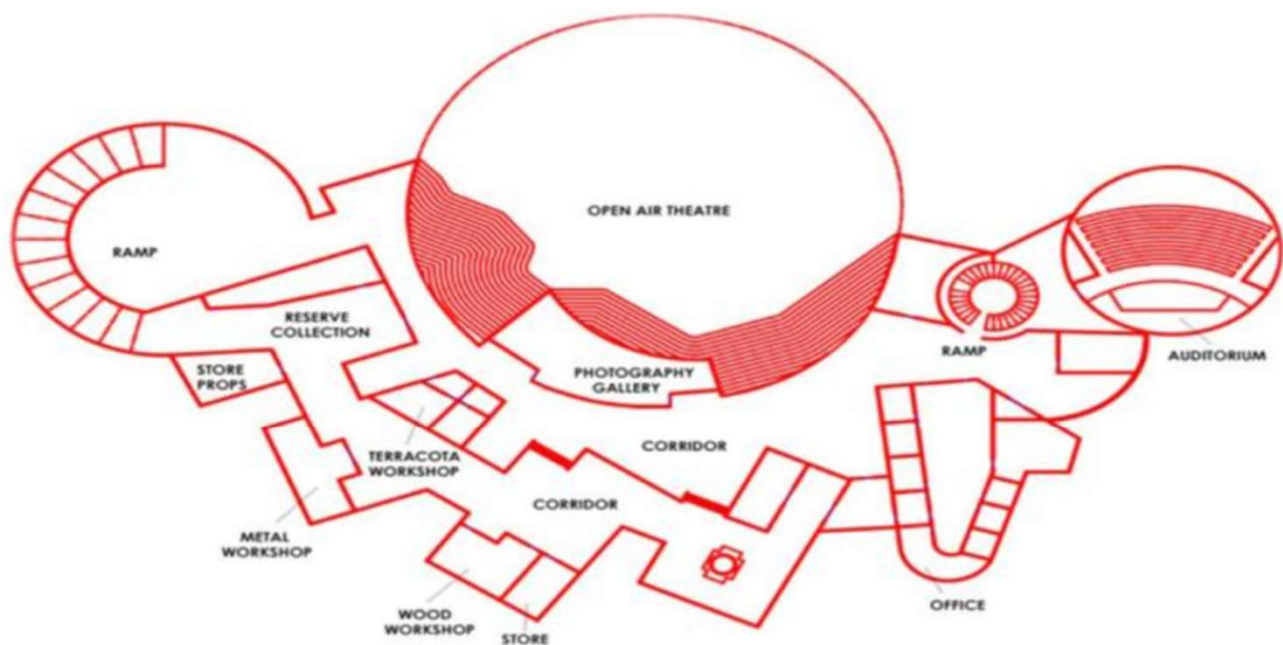 OPEN AIR THEATRE
RAMP
RESERVE
COLLECTION
STORE
PROPS
PHOTOGRAPHY
GALLERY
RAMP
AUDITORIUM
TERRACOTA
WORKSHOP
CORRIDOR
CORRIDOR
METAL
WORKSHOP
WOOD
WORKSHOP
STORE
OFFICE